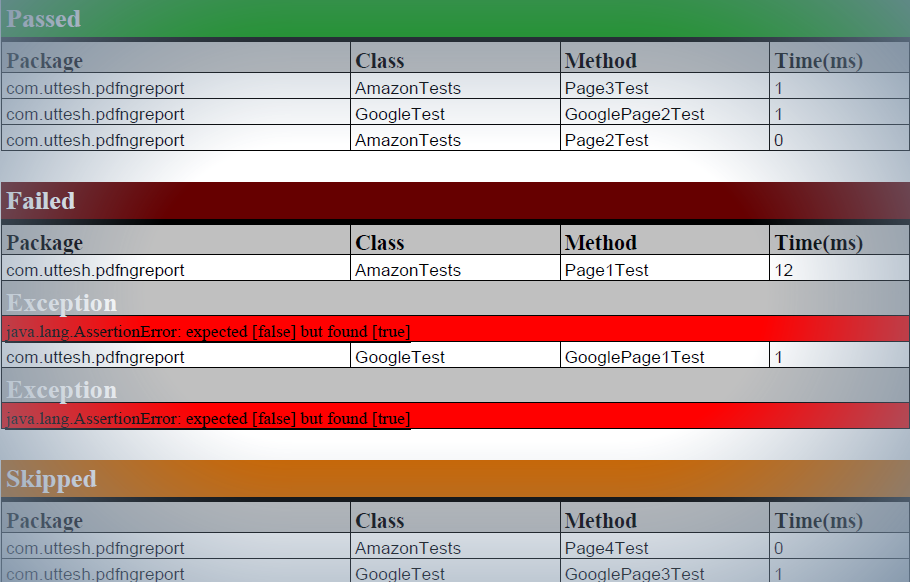 Passed
Package Class Method Time(ms)
com.uttesh.pdfngreport AmazonTests Page3Test 1
com.uttesh.pdfngreport GoogleTest GooglePage2Test 1
com.uttesh.pdfngreport AmazonTests Page2Test 0
Failed
Package Class Method Time(ms)
com.uttesh.pdfngreport AmazonTests Page1Test 12
Exception
java.lang.AssertionError: expected [false] but found [true]
com.uttesh.pdfngreport GoogleTest GooglePage1Test 1
Exception
java.lang.AssertionError: expected [false] but found [true]
Skipped
Package Class Method Time(ms)
com.uttesh.pdfngreport AmazonTests Page4Test 0
com.uttesh.pdfngreport GoogleTest GooglePage3Test 1